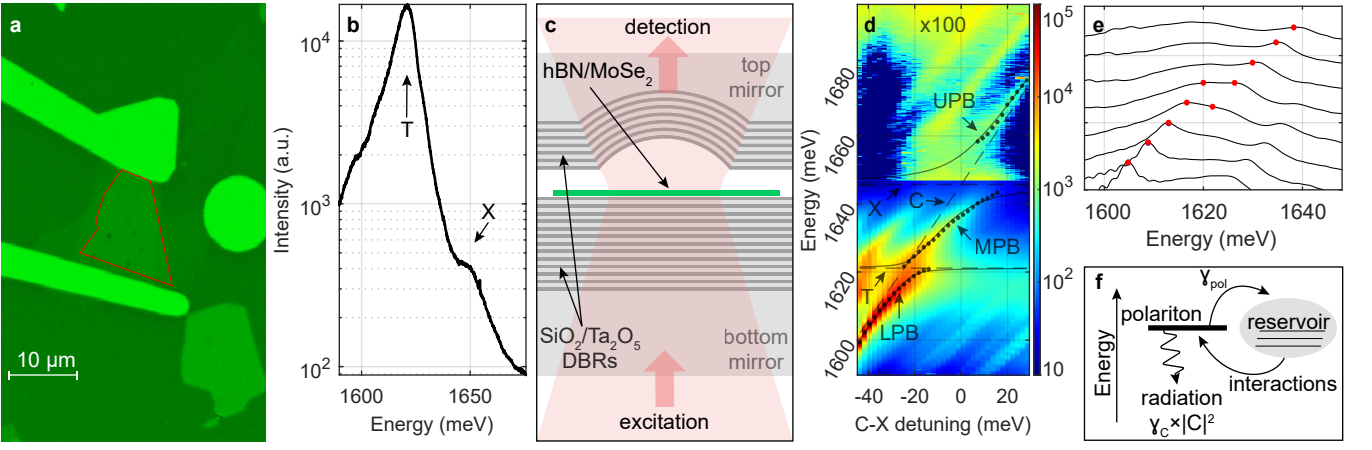 a
10 μm
b
10⁴
10³
10²
Intensity (a.u.)
T
X
1600
1650
Energy (meV)
c
detection
hBN/MoSe₂
top
mirror
SiO₂/Ta₂O₅
DBRs
bottom
mirror
excitation
d
x100
UPB
C
X
MPB
T
LPB
1680
1660
1640
1620
1600
Energy (meV)
-40
-20
0
20
C-X detuning (meV)
10⁵
10⁴
10³
10²
10
e
1600
1620
1640
Energy (meV)
f
Energy
polariton
γpol
reservoir
interactions
radiation
γC×|C|²